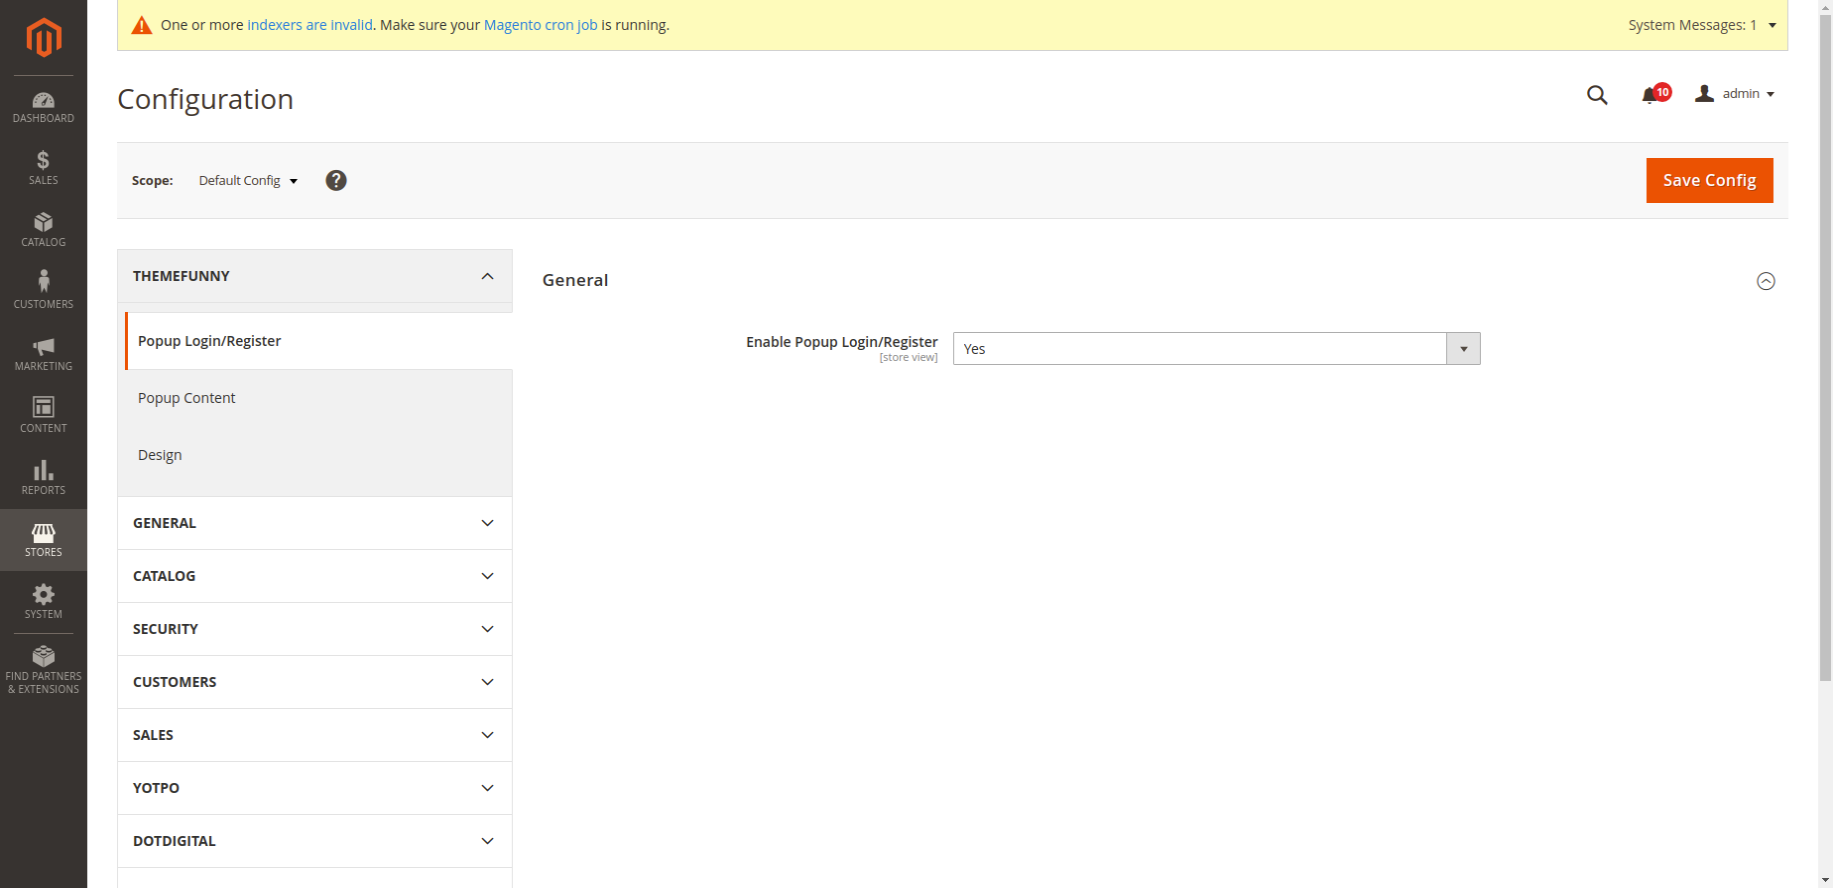 One or more indexers are invalid. Make sure your Magento cron job is running.
System Messages: 1
Configuration
10
admin
Scope:
Default Config
?
Save Config
DASHBOARD
$
SALES
CATALOG
CUSTOMERS
MARKETING
CONTENT
REPORTS
STORES
SYSTEM
FIND PARTNERS
& EXTENSIONS
THEMEFUNNY
Popup Login/Register
Popup Content
Design
GENERAL
CATALOG
SECURITY
CUSTOMERS
SALES
YOTPO
DOTDIGITAL
General
Enable Popup Login/Register
[store view]
Yes